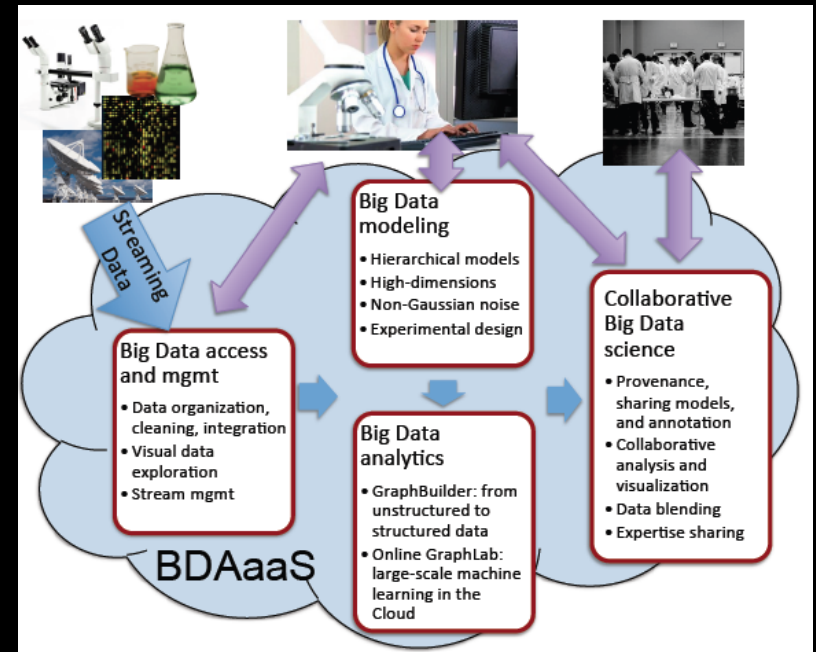 Streaming
Data
Big Data access
and mgmt
• Data organization,
cleaning, integration
• Visual data
exploration
• Stream mgmt
Big Data
modeling
• Hierarchical models
• High-dimensions
• Non-Gaussian noise
• Experimental design
Big Data
analytics
• GraphBuilder: from
unstructured to
structured data
• Online GraphLab:
large-scale machine
learning in the
Cloud
Collaborative
Big Data
science
• Provenance,
sharing models,
and annotation
• Collaborative
analysis and
visualization
• Data blending
• Expertise sharing
BDAaaS